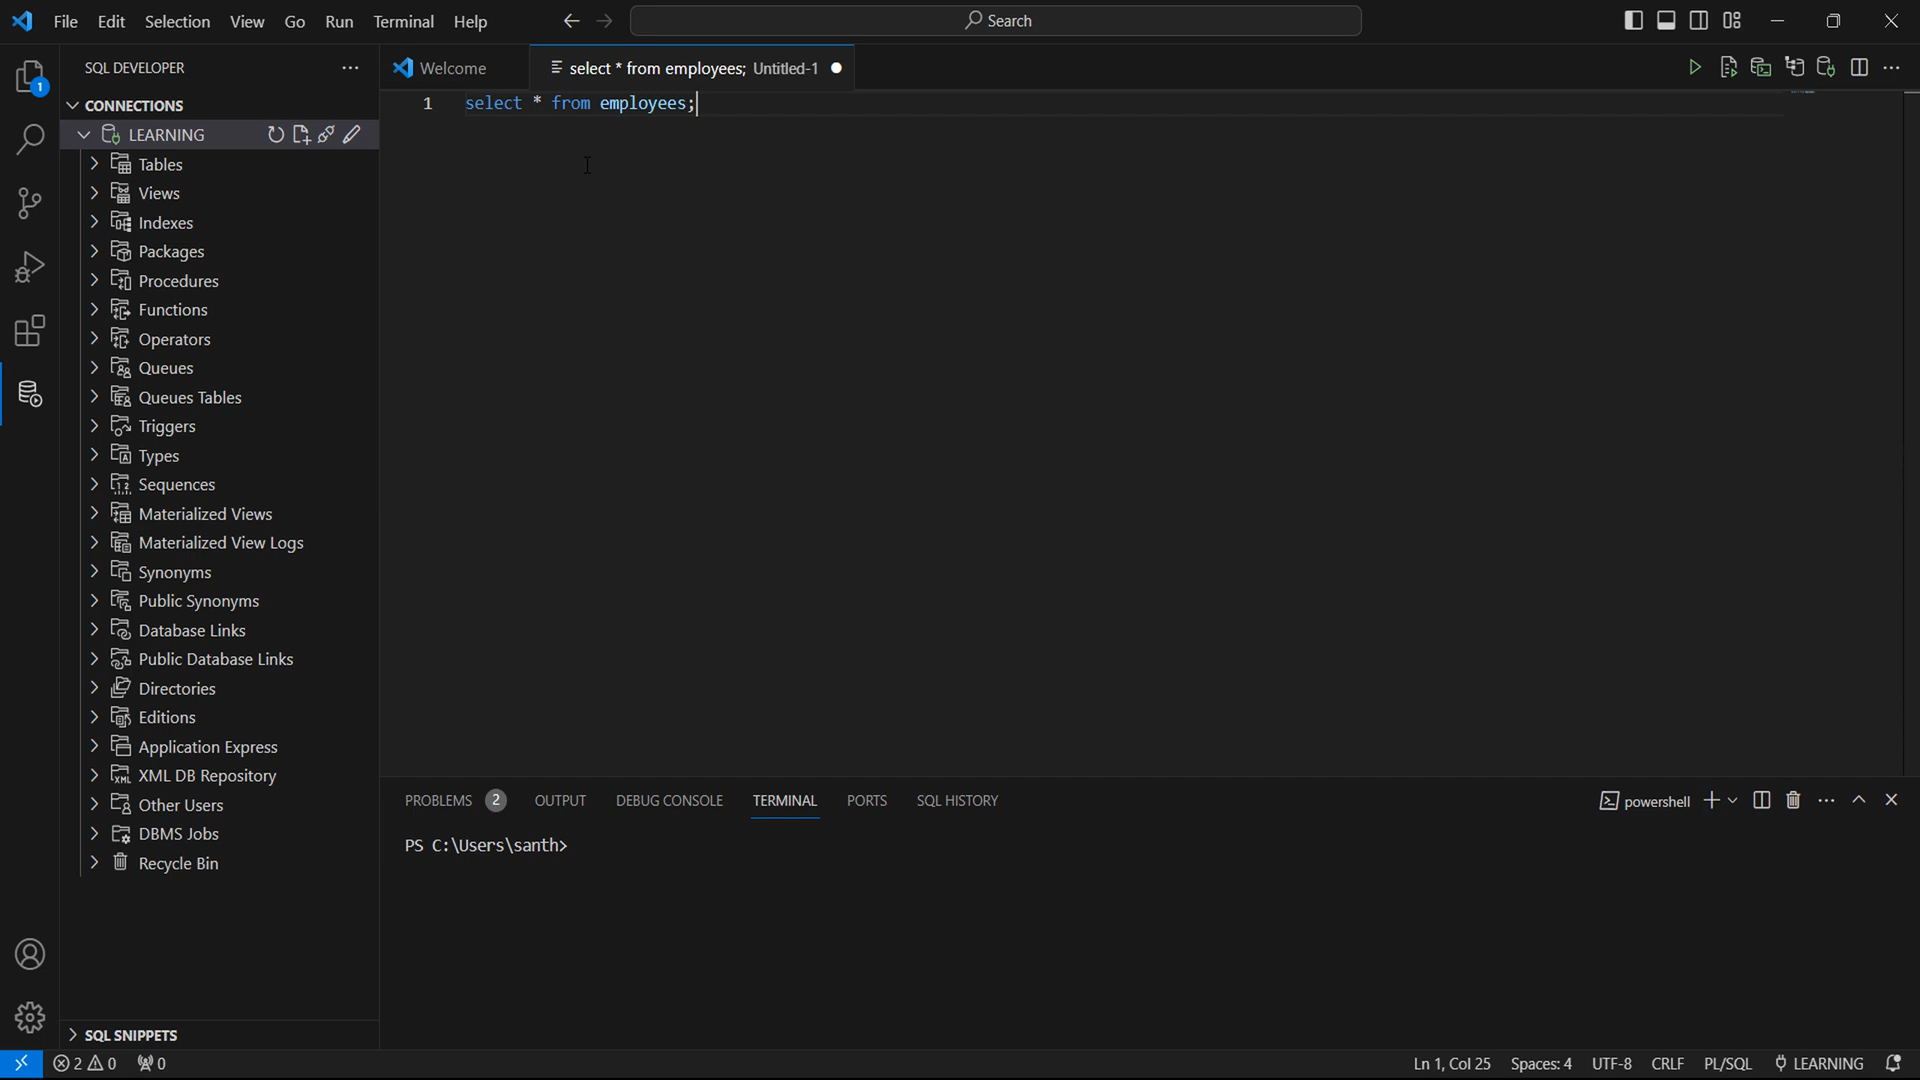 File Edit Selection View Go Run Terminal Help
Search
SQL DEVELOPER
Welcome
select * from employees; Untitled-1
CONNECTIONS
1 select * from employees;
LEARNING
Tables
Views
Indexes
Packages
Procedures
Functions
Operators
Queues
Queues Tables
Triggers
Types
Sequences
Materialized Views
Materialized View Logs
Synonyms
Public Synonyms
Database Links
Public Database Links
Directories
Editions
Application Express
XML DB Repository
Other Users
DBMS Jobs
Recycle Bin
SQL SNIPPETS
PROBLEMS 2 OUTPUT DEBUG CONSOLE TERMINAL PORTS SQL HISTORY
powershell
PS C:\Users\santh>
1
2 0 0
Ln 1, Col 25 Spaces: 4 UTF-8 CRLF PL/SQL LEARNING